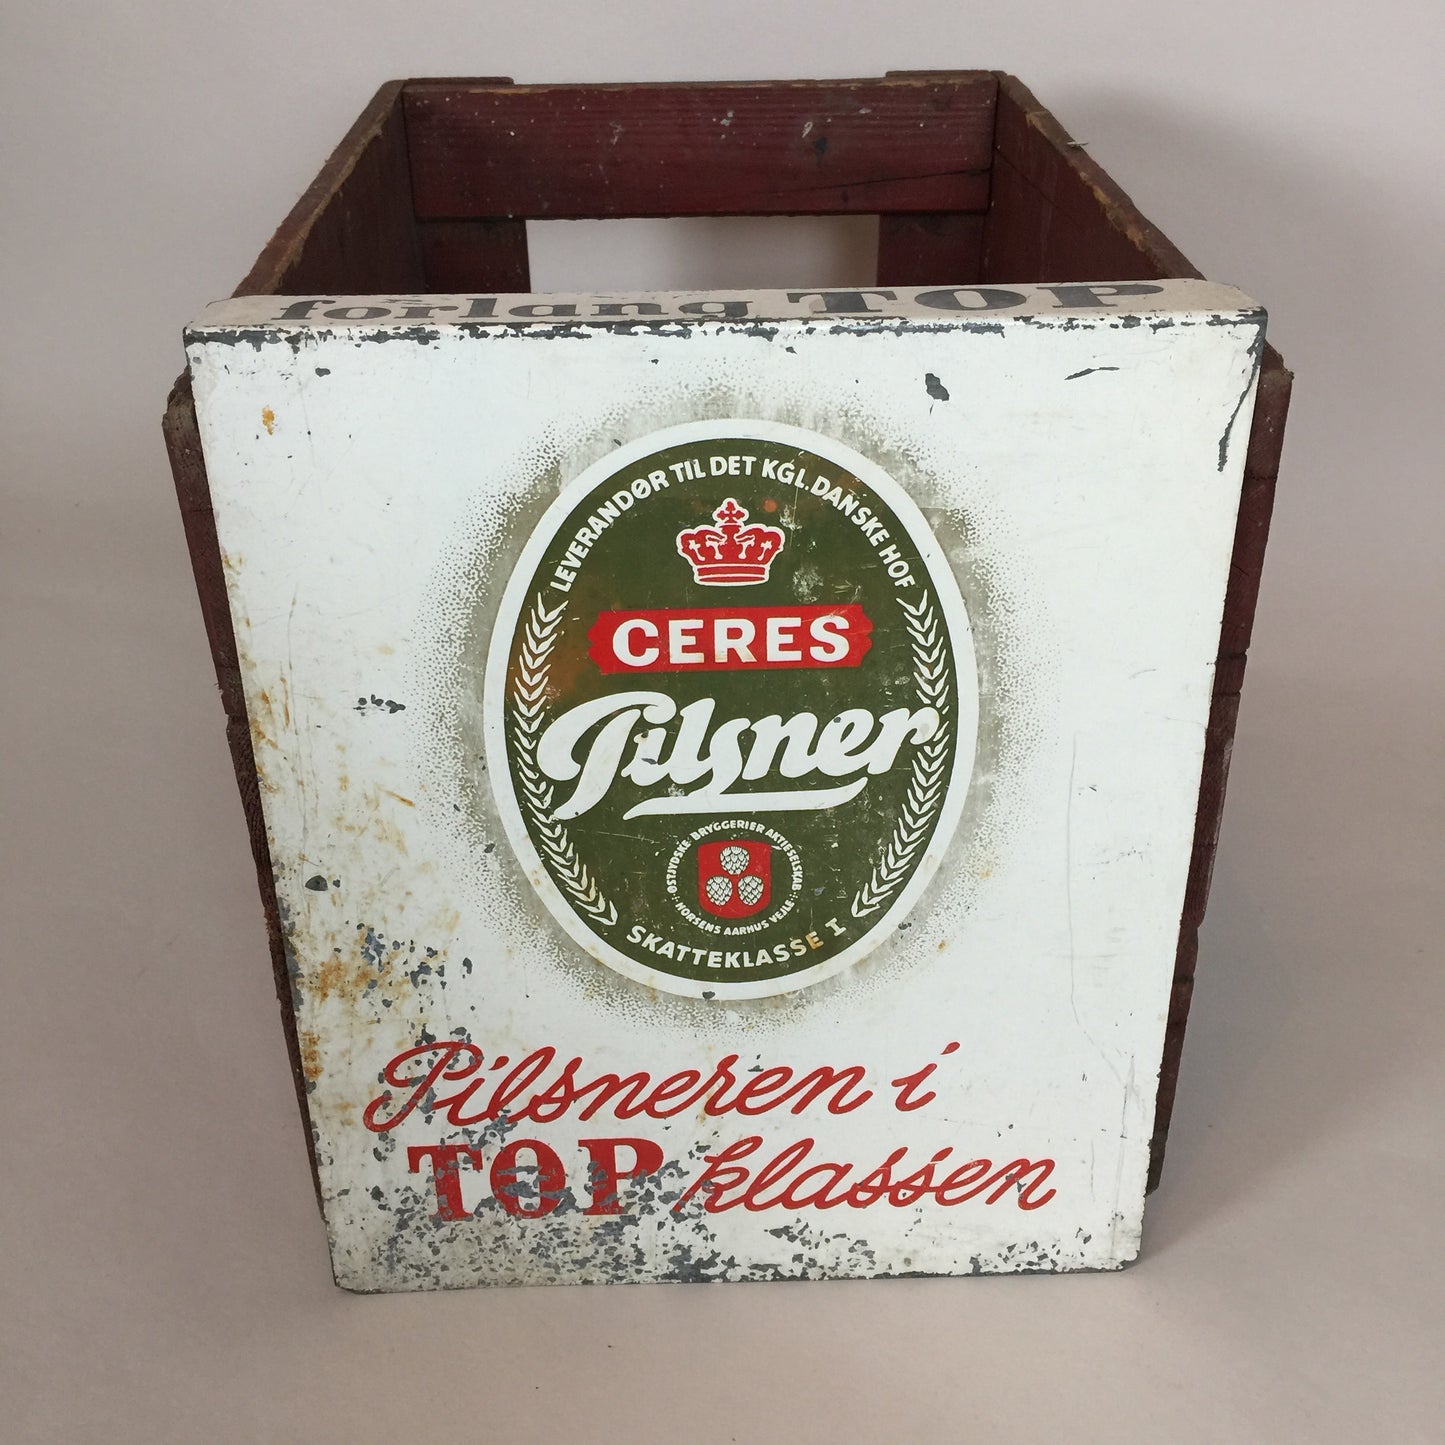 forlang TOP
LEVERANDØR TIL DET KGL. DANSKE HOF
CERES
Pilsner
ØSTJYDSKE BRYGGERIER AKTIESELSKAB
HORSENS AARHUS VEJLE
SKATTEKLASSE I
Pilsneren i
TOP klassen